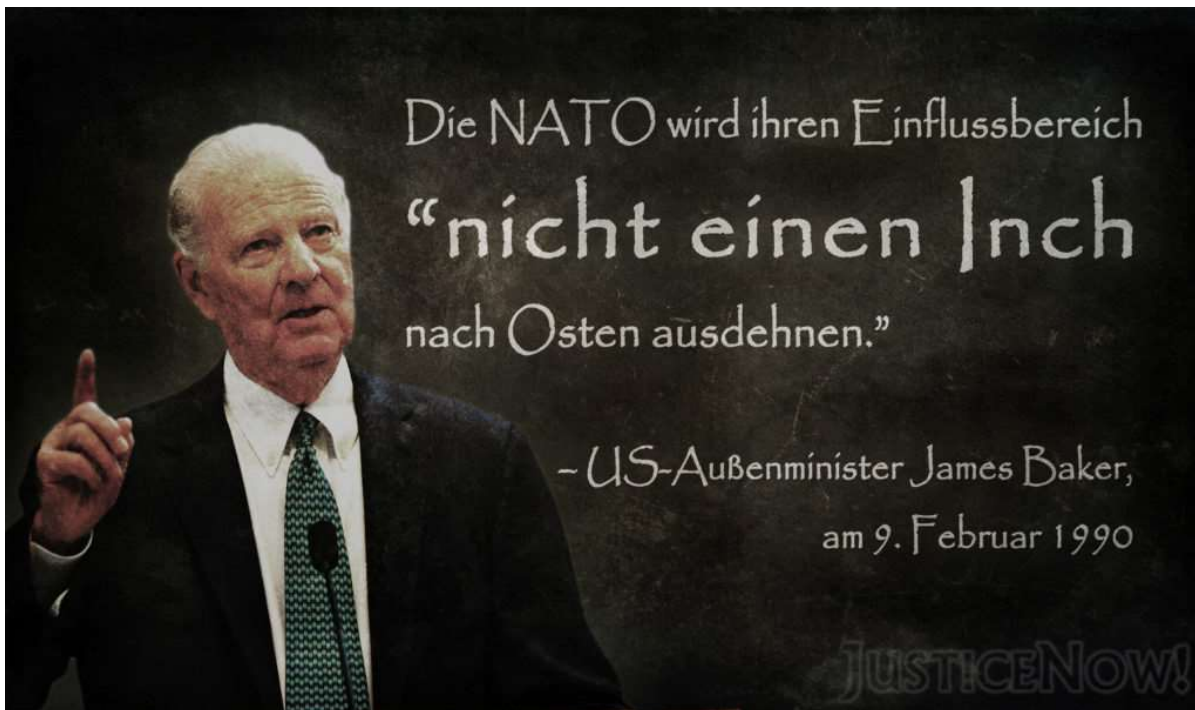 Die NATO wird ihren Einflussbereich
“nicht einen Inch
nach Osten ausdehnen.”
– US-Außenminister James Baker,
am 9. Februar 1990
JUSTICENOW!